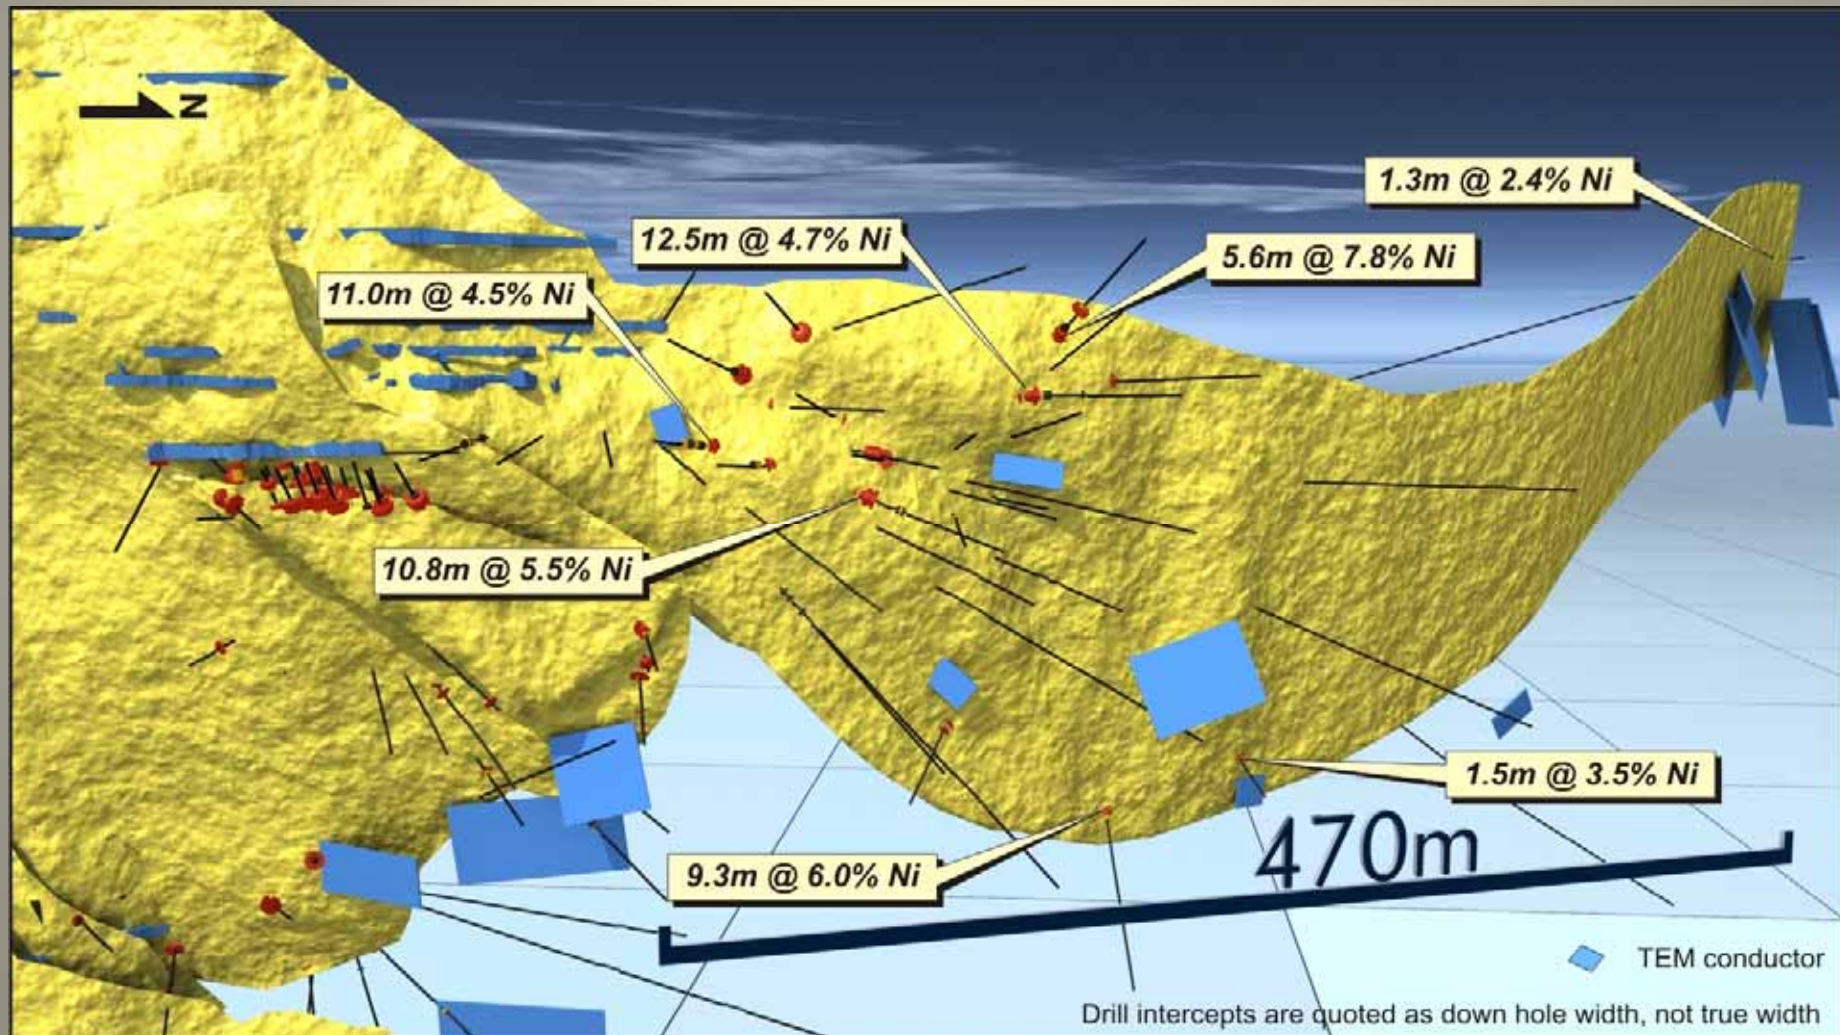 N
1.3m @ 2.4% Ni
12.5m @ 4.7% Ni
5.6m @ 7.8% Ni
11.0m @ 4.5% Ni
10.8m @ 5.5% Ni
1.5m @ 3.5% Ni
9.3m @ 6.0% Ni
470m
TEM conductor
Drill intercepts are quoted as down hole width, not true width